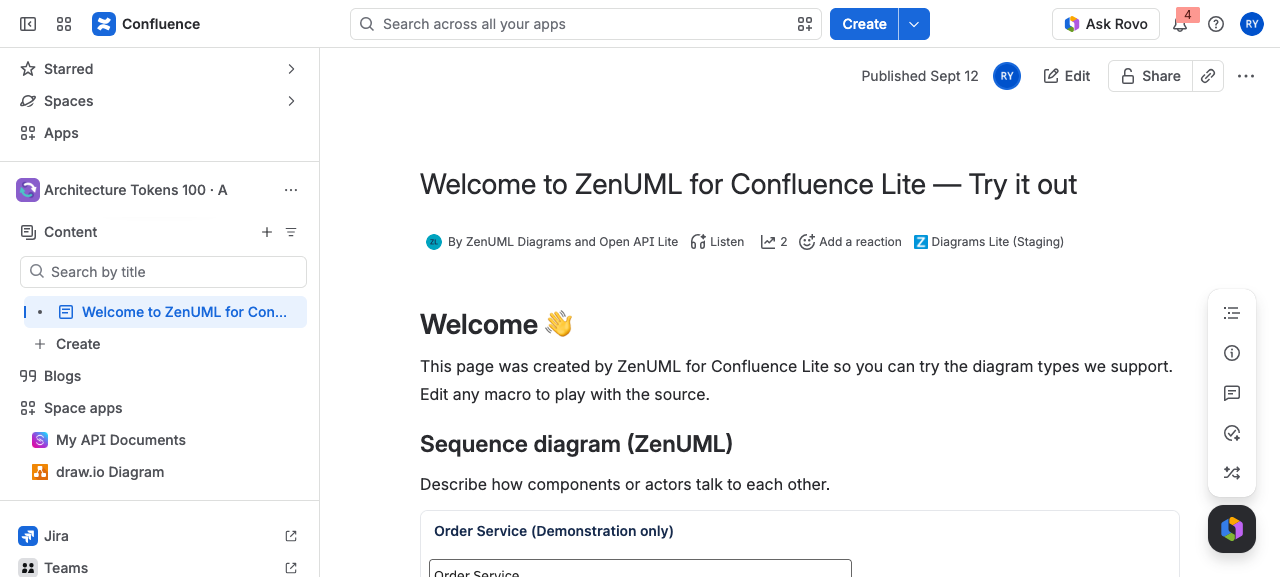 Confluence
Search across all your apps
Create
Ask Rovo
4
RY
Starred
Spaces
Apps
Architecture Tokens 100 · A
Content
Search by title
Welcome to ZenUML for Con...
Create
Blogs
Space apps
My API Documents
draw.io Diagram
Jira
Teams
Published Sept 12
RY
Edit
Share
Welcome to ZenUML for Confluence Lite — Try it out
ZL By ZenUML Diagrams and Open API Lite Listen 2 Add a reaction Z Diagrams Lite (Staging)
Welcome 👋
This page was created by ZenUML for Confluence Lite so you can try the diagram types we support.
Edit any macro to play with the source.
Sequence diagram (ZenUML)
Describe how components or actors talk to each other.
Order Service (Demonstration only)
Order Service